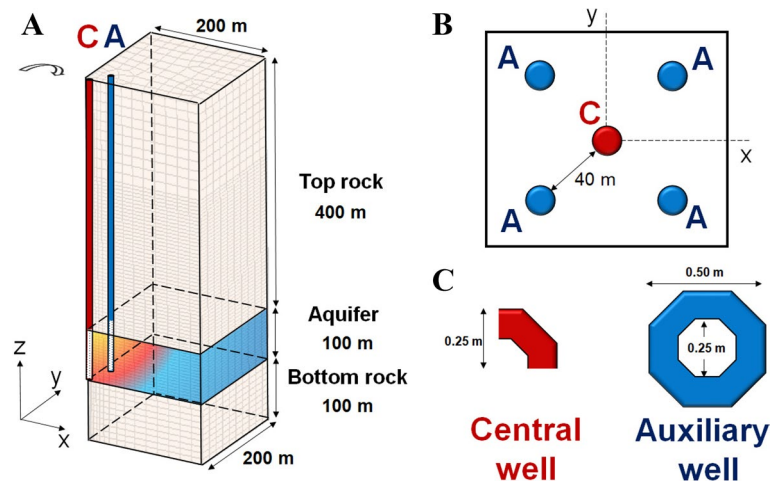 A
C A
200 m
Top rock
400 m
Aquifer
100 m
Bottom rock
100 m
200 m
z
y
x
B
y
A
A
C
x
40 m
A
A
C
0.25 m
Central
well
0.50 m
0.25 m
Auxiliary
well